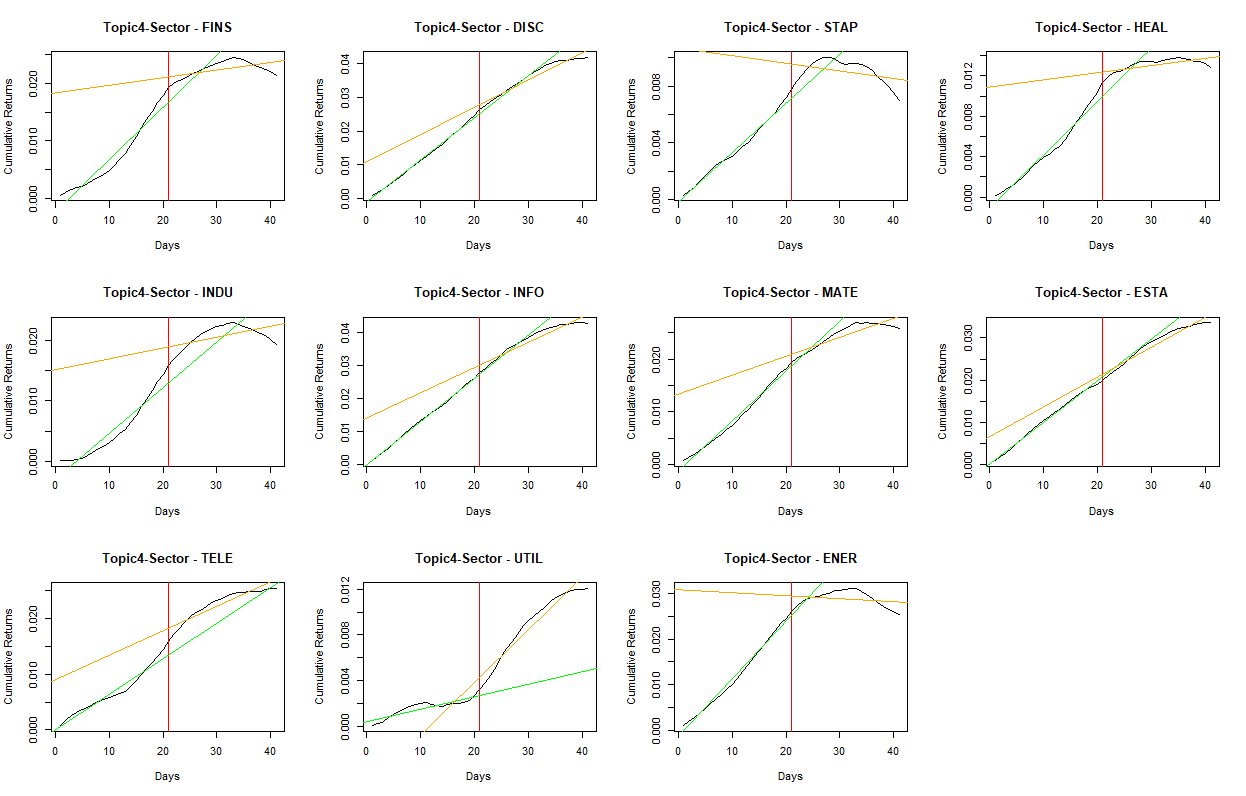 Topic4-Sector - FINS
Cumulative Returns
0.000 0.010 0.020
0 10 20 30 40
Days
Topic4-Sector - DISC
Cumulative Returns
0.00 0.01 0.02 0.03 0.04
0 10 20 30 40
Days
Topic4-Sector - STAP
Cumulative Returns
0.000 0.004 0.008
0 10 20 30 40
Days
Topic4-Sector - HEAL
Cumulative Returns
0.000 0.004 0.008 0.012
0 10 20 30 40
Days
Topic4-Sector - INDU
Cumulative Returns
0.000 0.010 0.020
0 10 20 30 40
Days
Topic4-Sector - INFO
Cumulative Returns
0.00 0.01 0.02 0.03 0.04
0 10 20 30 40
Days
Topic4-Sector - MATE
Cumulative Returns
0.000 0.010 0.020
0 10 20 30 40
Days
Topic4-Sector - ESTA
Cumulative Returns
0.000 0.010 0.020 0.030
0 10 20 30 40
Days
Topic4-Sector - TELE
Cumulative Returns
0.000 0.010 0.020
0 10 20 30 40
Days
Topic4-Sector - UTIL
Cumulative Returns
0.000 0.004 0.008 0.012
0 10 20 30 40
Days
Topic4-Sector - ENER
Cumulative Returns
0.000 0.010 0.020 0.030
0 10 20 30 40
Days